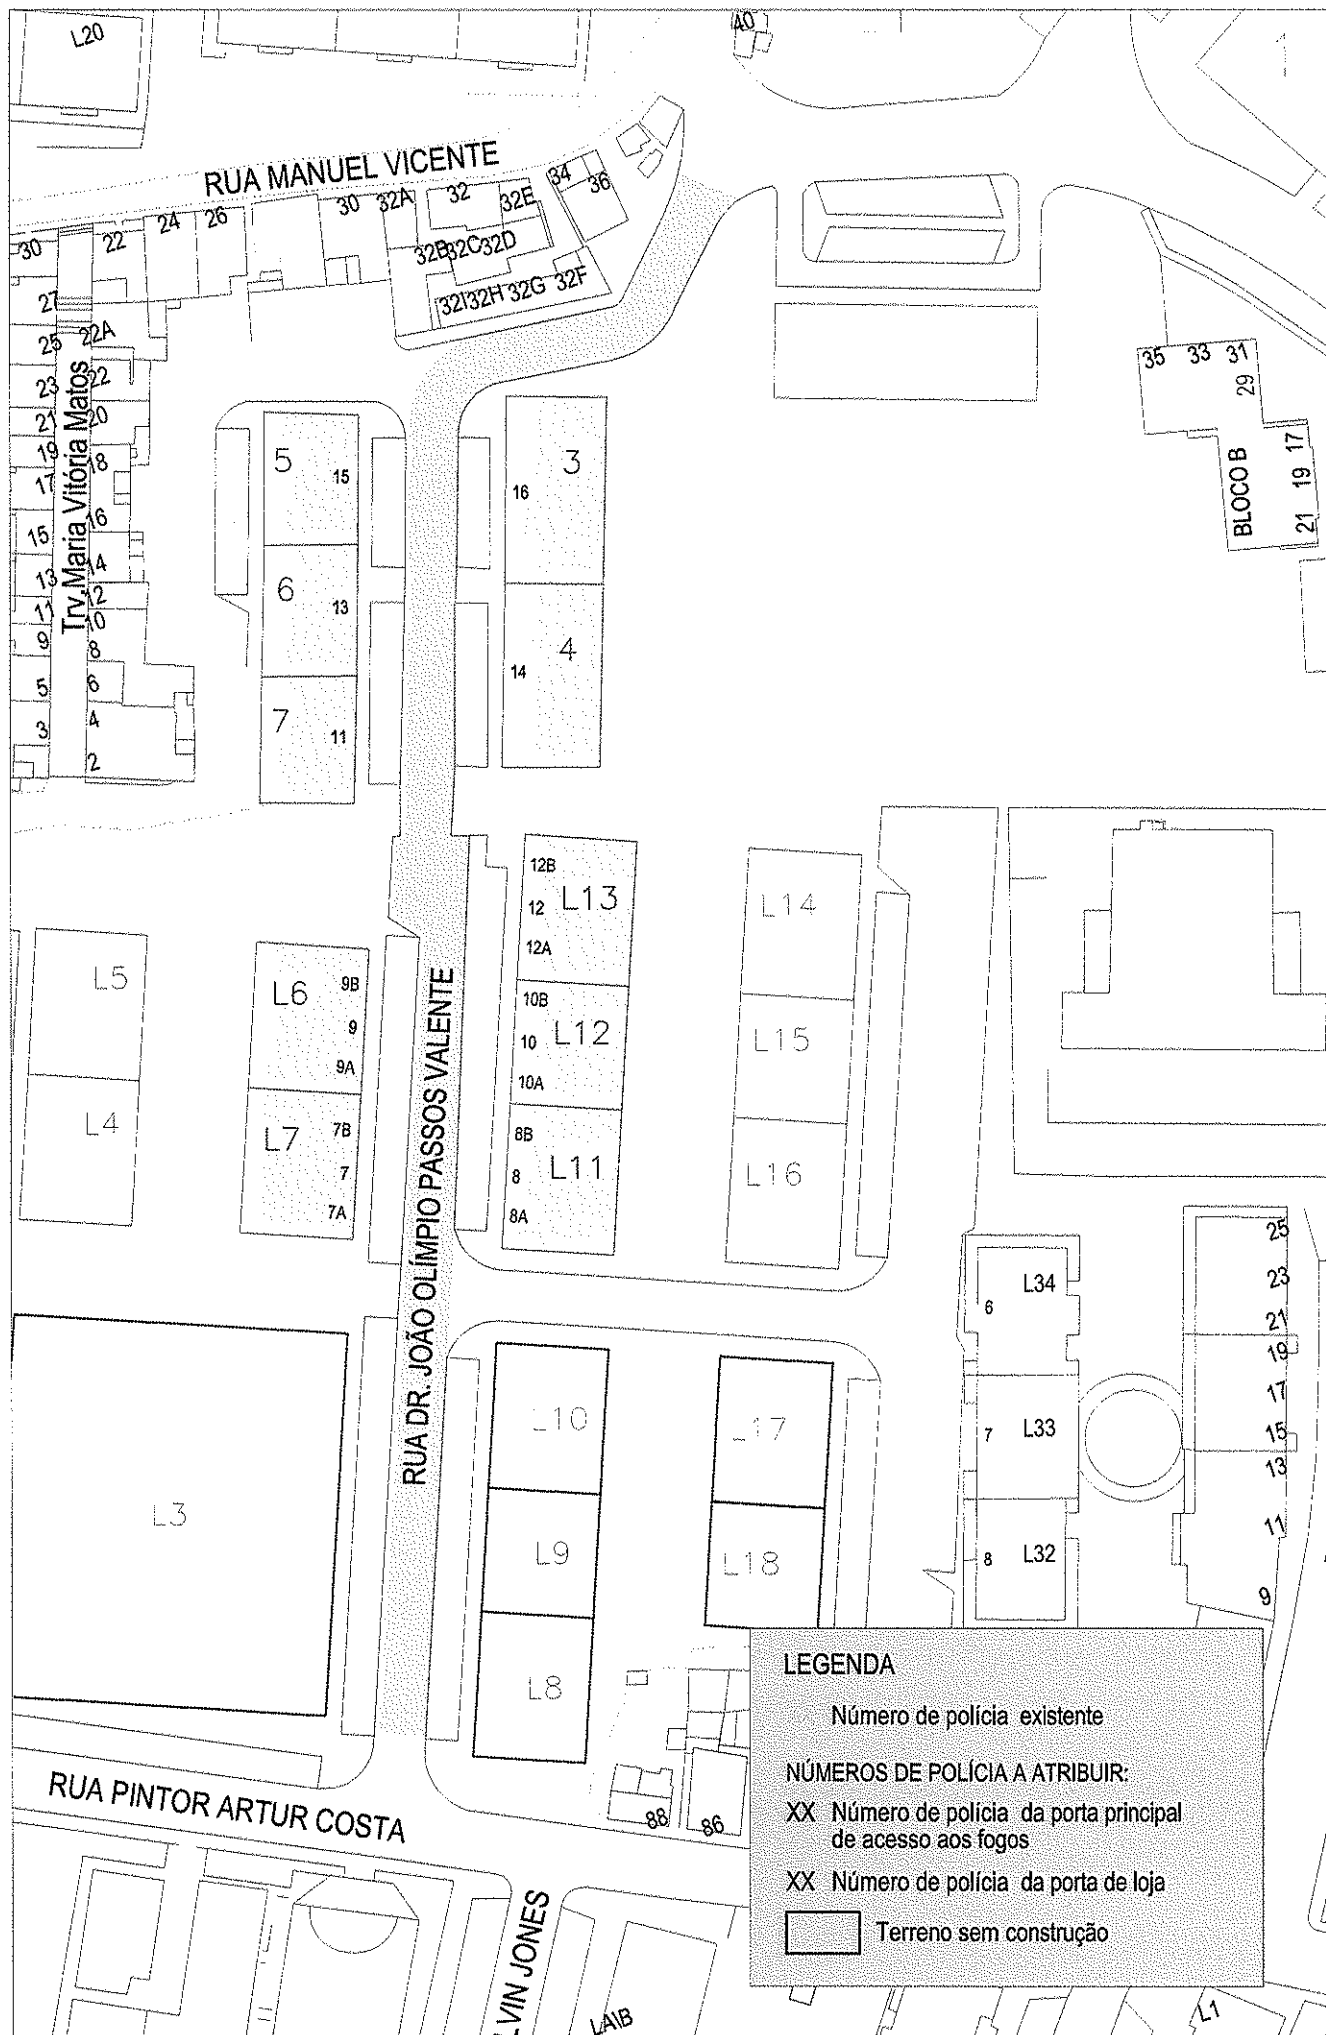 L20
40
1
RUA MANUEL VICENTE
30
22
24
26
30
32A
32
32E
34
36
32B
32C
32D
32I
32H
32G
32F
27
25
23
21
19
17
15
13
11
9
5
3
22A
22
20
18
16
14
12
10
8
6
4
2
Trv.Maria Vitória Matos
5
15
6
13
7
11
3
16
4
14
35
33
31
29
17
19
21
BLOCO B
12B
12
L13
12A
10B
10
L12
10A
8B
8
L11
8A
L14
L15
L16
L5
L4
L6
9B
9
9A
L7
7B
7
7A
RUA DR. JOÃO OLÍMPIO PASSOS VALENTE
L3
L10
L9
L8
L17
L18
L34
6
7
L33
8
L32
25
23
21
19
17
15
13
11
9
88
86
RUA PINTOR ARTUR COSTA
LVIN JONES
LAIB
L1
LEGENDA
Número de polícia existente
NÚMEROS DE POLÍCIA A ATRIBUIR:
XX Número de polícia da porta principal
de acesso aos fogos
XX Número de polícia da porta de loja
Terreno sem construção